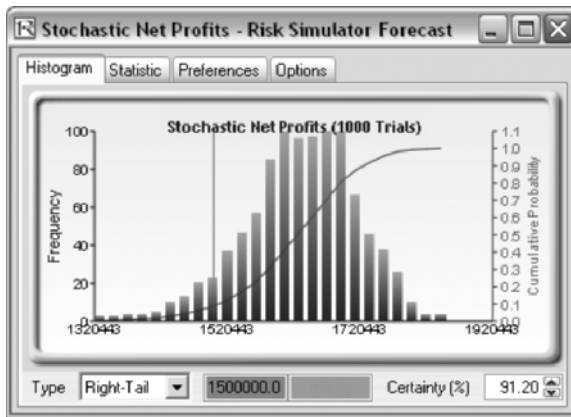 Stochastic Net Profits - Risk Simulator Forecast
Histogram Statistic Preferences Options
Stochastic Net Profits (1000 Trials)
Frequency
100
80
60
40
20
0
1320443 1520443 1720443 1920443
1.1
1.0
0.9
0.8
0.7
0.6
0.5
0.4
0.3
0.2
0.1
0.0
Cumulative Probability
Type Right-Tail 1500000.0 Certainty (%) 91.20